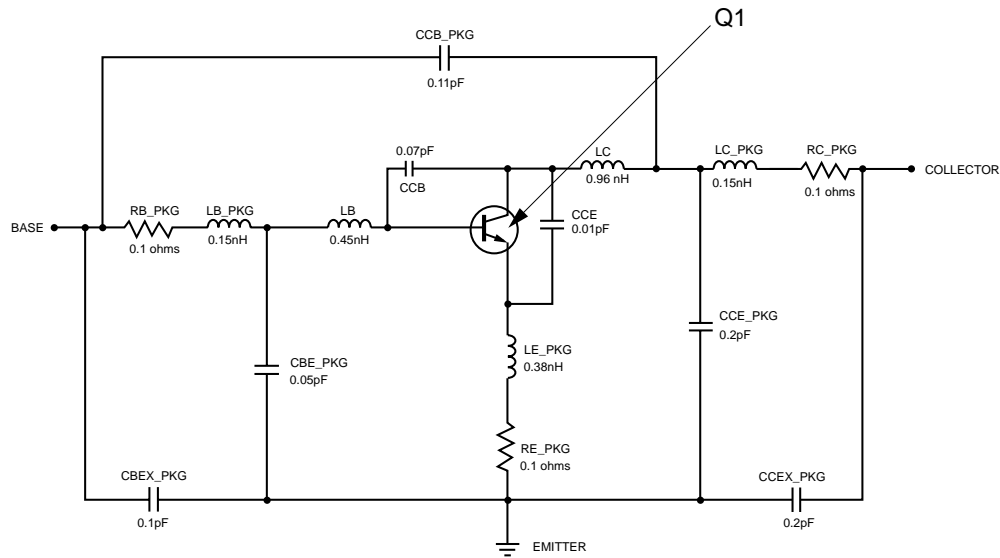 Q1
CCB_PKG
0.11pF
0.07pF
CCB
LC
0.96 nH
LC_PKG
0.15nH
RC_PKG
0.1 ohms
COLLECTOR
BASE
RB_PKG
0.1 ohms
LB_PKG
0.15nH
LB
0.45nH
CCE
0.01pF
CCE_PKG
0.2pF
LE_PKG
0.38nH
CBE_PKG
0.05pF
RE_PKG
0.1 ohms
CBEX_PKG
0.1pF
CCEX_PKG
0.2pF
EMITTER